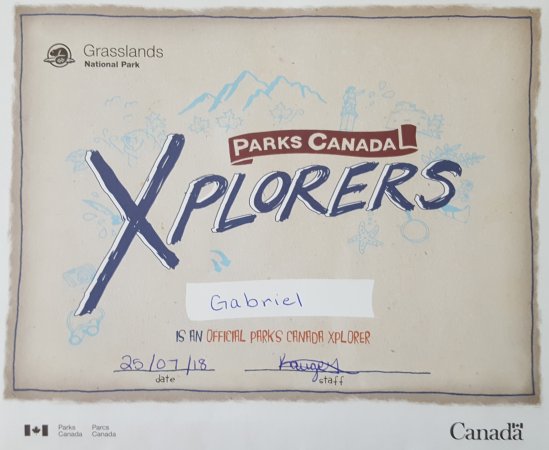 Grasslands
National Park
PARKS CANADA
XPLORERS
Gabriel
IS AN OFFICIAL PARKS CANADA XPLORER
25/07/18
date
staff
Parks Canada
Parcs Canada
Canada